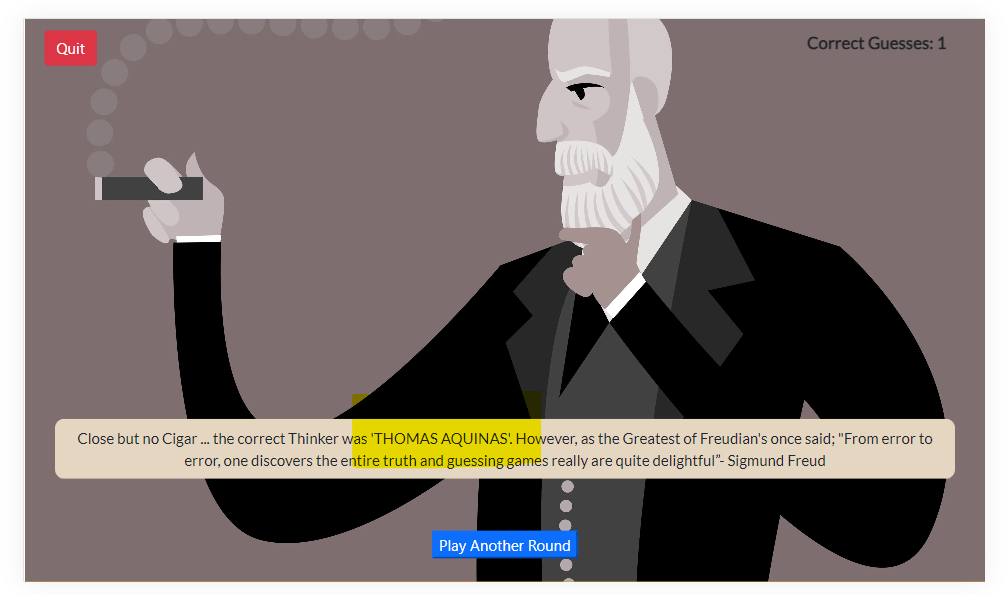 Quit
Correct Guesses: 1
Close but no Cigar ... the correct Thinker was 'THOMAS AQUINAS'. However, as the Greatest of Freudian's once said; "From error to
error, one discovers the entire truth and guessing games really are quite delightful”- Sigmund Freud
Play Another Round